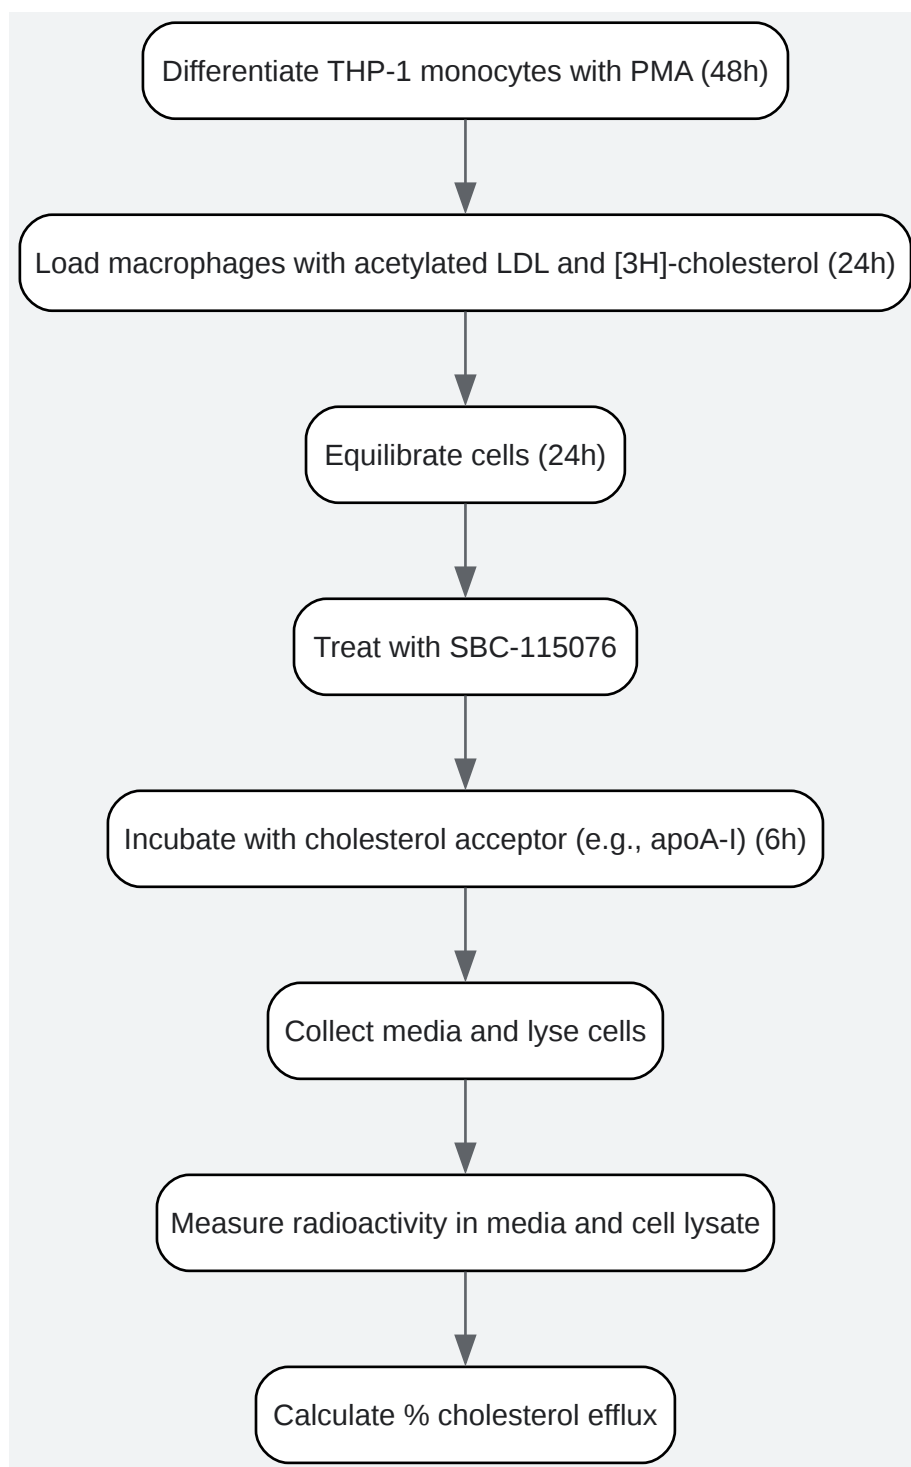 Differentiate THP-1 monocytes with PMA (48h)
Load macrophages with acetylated LDL and [3H]-cholesterol (24h)
Equilibrate cells (24h)
Treat with SBC-115076
Incubate with cholesterol acceptor (e.g., apoA-I) (6h)
Collect media and lyse cells
Measure radioactivity in media and cell lysate
Calculate % cholesterol efflux